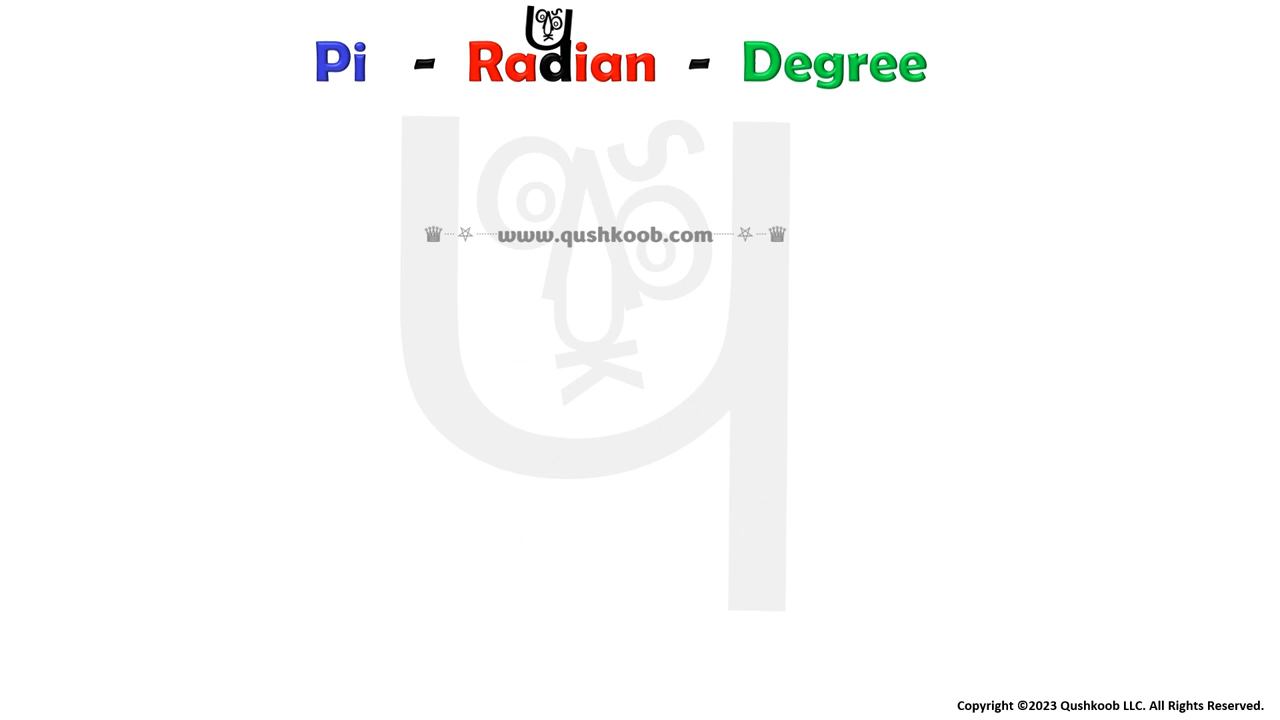 Pi - Radian - Degree
www.qushkoob.com
Copyright ©2023 Qushkoob LLC. All Rights Reserved.